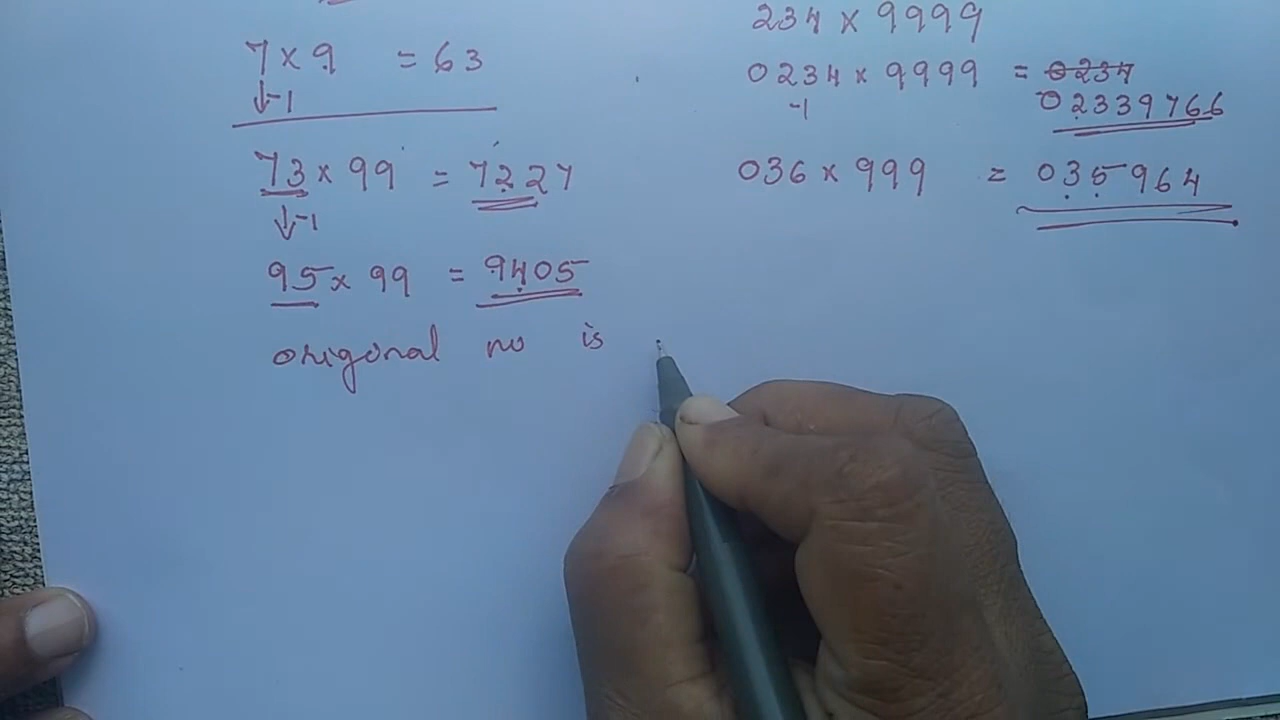 7 × 9 = 63
↓-1
73 × 99 = 7227
↓-1
95 × 99 = 9405
origonal no is
234 × 9999
0234 × 9999 = 0234
-1 02339766
036 × 999 = 035964